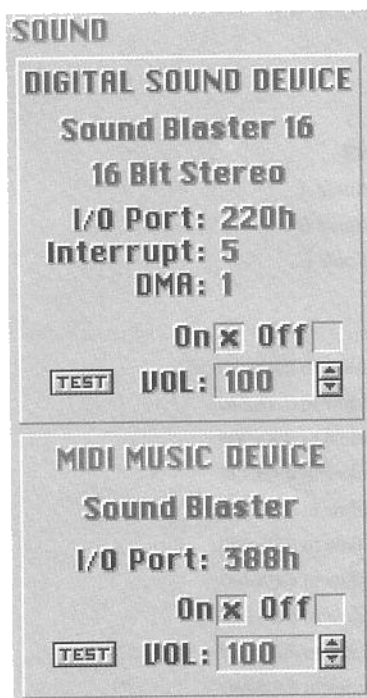 SOUND
DIGITAL SOUND DEVICE
Sound Blaster 16
16 Bit Stereo
I/O Port: 220h
Interrupt: 5
DMA: 1
On x Off
TEST VOL: 100
MIDI MUSIC DEVICE
Sound Blaster
I/O Port: 388h
On x Off
TEST VOL: 100